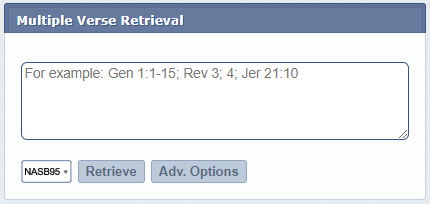 Multiple Verse Retrieval
For example: Gen 1:1-15; Rev 3; 4; Jer 21:10
NASB95 Retrieve Adv. Options